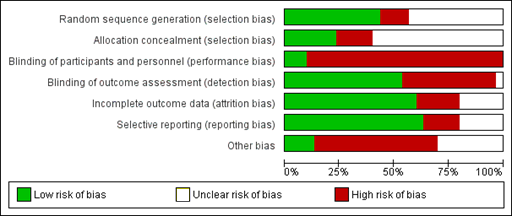 Random sequence generation (selection bias)
Allocation concealment (selection bias)
Blinding of participants and personnel (performance bias)
Blinding of outcome assessment (detection bias)
Incomplete outcome data (attrition bias)
Selective reporting (reporting bias)
Other bias
0% 25% 50% 75% 100%
Low risk of bias Unclear risk of bias High risk of bias